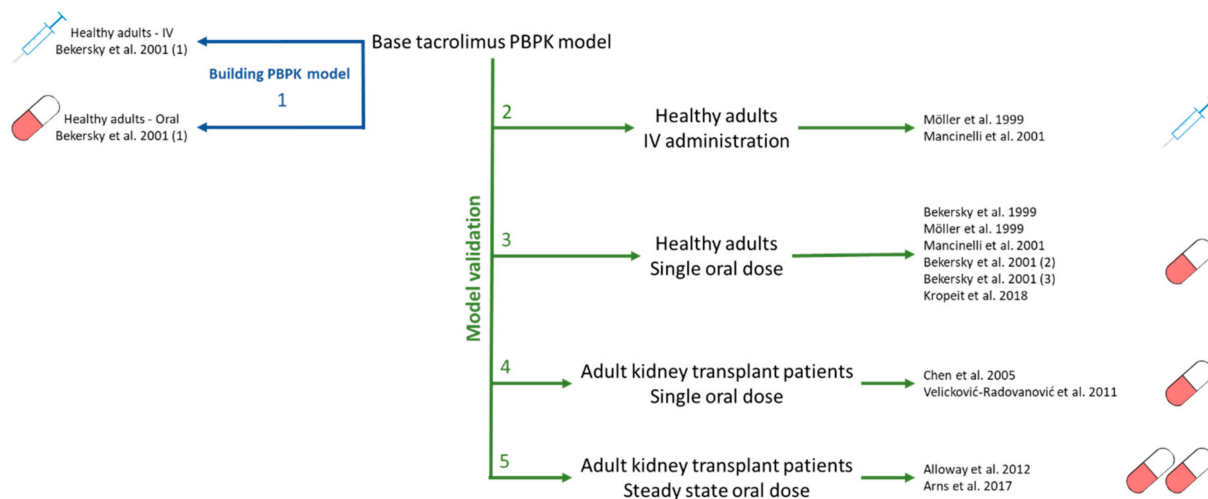 Healthy adults - IV
Bekersky et al. 2001 (1)
Building PBPK model
1
Healthy adults - Oral
Bekersky et al. 2001 (1)
Base tacrolimus PBPK model
Model validation
2
Healthy adults
IV administration
Möller et al. 1999
Mancinelli et al. 2001
3
Healthy adults
Single oral dose
Bekersky et al. 1999
Möller et al. 1999
Mancinelli et al. 2001
Bekersky et al. 2001 (2)
Bekersky et al. 2001 (3)
Kropeit et al. 2018
4
Adult kidney transplant patients
Single oral dose
Chen et al. 2005
Velicković-Radovanović et al. 2011
5
Adult kidney transplant patients
Steady state oral dose
Alloway et al. 2012
Arns et al. 2017